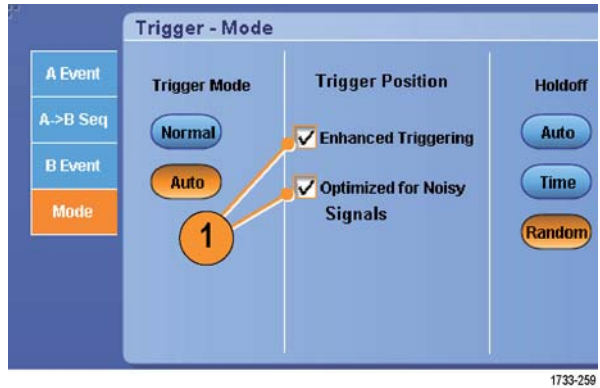 Trigger - Mode
A Event
A->B Seq
B Event
Mode
Trigger Mode
Normal
Auto
1
Trigger Position
Enhanced Triggering
Optimized for Noisy
Signals
Holdoff
Auto
Time
Random
1733-259